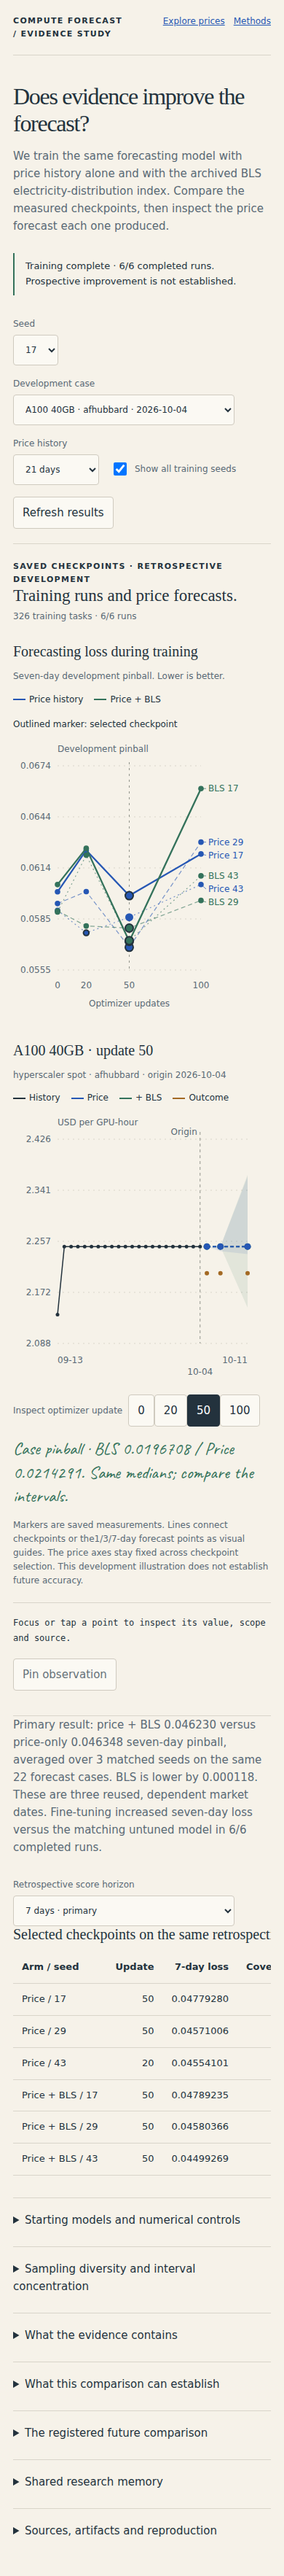 COMPUTE FORECAST
/ EVIDENCE STUDY
Explore prices Methods
Does evidence improve the
forecast?
We train the same forecasting model with
price history alone and with the archived BLS
electricity-distribution index. Compare the
measured checkpoints, then inspect the price
forecast each one produced.
Training complete · 6/6 completed runs.
Prospective improvement is not established.
Seed
17
Development case
A100 40GB · afhubbard · 2026-10-04
Price history
21 days
Show all training seeds
Refresh results
SAVED CHECKPOINTS · RETROSPECTIVE
DEVELOPMENT
Training runs and price forecasts.
326 training tasks · 6/6 runs
Forecasting loss during training
Seven-day development pinball. Lower is better.
Price history Price + BLS
Outlined marker: selected checkpoint
Development pinball
0.0674
BLS 17
0.0644
Price 29
Price 17
0.0614
BLS 43
Price 43
BLS 29
0.0585
0.0555
0 20 50 100
Optimizer updates
A100 40GB · update 50
hyperscaler spot · afhubbard · origin 2026-10-04
History Price + BLS Outcome
USD per GPU-hour
Origin
2.426
2.341
2.257
2.172
2.088
09-13 10-11
10-04
Inspect optimizer update 0 20 50 100
Case pinball · BLS 0.0196708 / Price
0.0214291. Same medians; compare the
intervals.
Markers are saved measurements. Lines connect
checkpoints or the1/3/7-day forecast points as visual
guides. The price axes stay fixed across checkpoint
selection. This development illustration does not establish
future accuracy.
Focus or tap a point to inspect its value, scope
and source.
Pin observation
Primary result: price + BLS 0.046230 versus
price-only 0.046348 seven-day pinball,
averaged over 3 matched seeds on the same
22 forecast cases. BLS is lower by 0.000118.
These are three reused, dependent market
dates. Fine-tuning increased seven-day loss
versus the matching untuned model in 6/6
completed runs.
Retrospective score horizon
7 days · primary
Selected checkpoints on the same retrospect
Arm / seed Update 7-day loss Cove
Price / 17 50 0.04779280
Price / 29 50 0.04571006
Price / 43 20 0.04554101
Price + BLS / 17 50 0.04789235
Price + BLS / 29 50 0.04580366
Price + BLS / 43 50 0.04499269
Starting models and numerical controls
Sampling diversity and interval
concentration
What the evidence contains
What this comparison can establish
The registered future comparison
Shared research memory
Sources, artifacts and reproduction